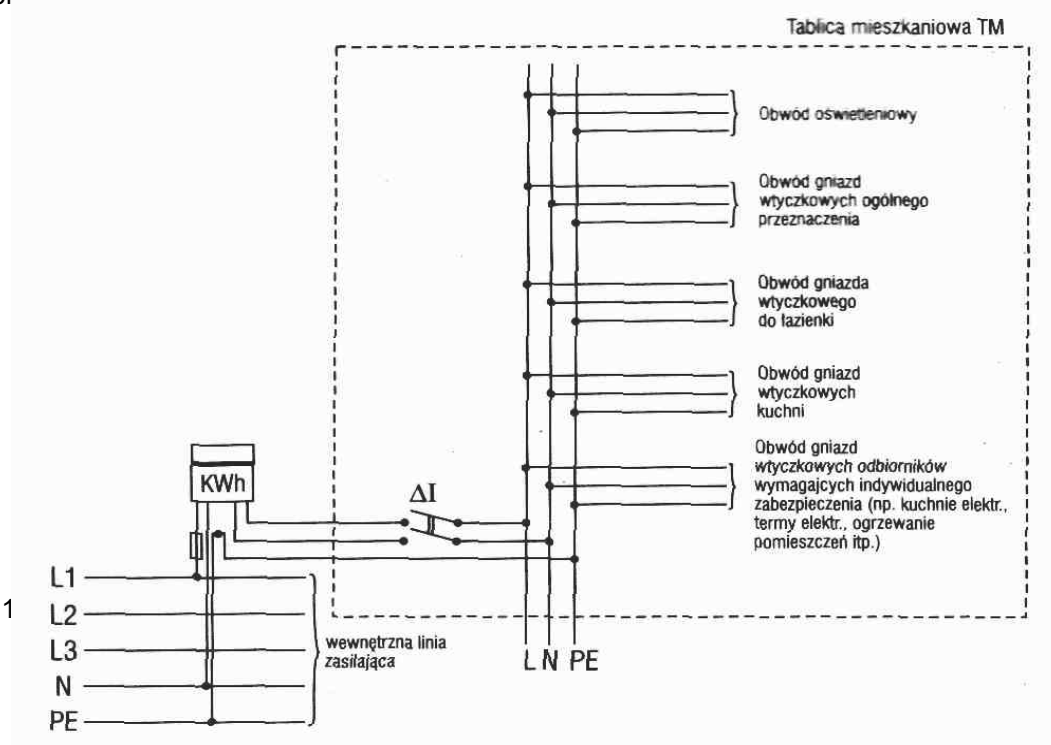 Tablica mieszkaniowa TM
Obwód oświetleniowy
Obwód gniazd
wtyczkowych ogólnego
przeznaczenia
Obwód gniazda
wtyczkowego
do łazienki
Obwód gniazd
wtyczkowych
kuchni
Obwód gniazd
wtyczkowych odbiorników
wymagajcych indywidualnego
zabezpieczenia (np. kuchnie elektr.,
termy elektr., ogrzewanie
pomieszczeń itp.)
KWh
ΔI
L1
1
L2
L3
N
PE
wewnętrzna linia
zasilająca
L N PE